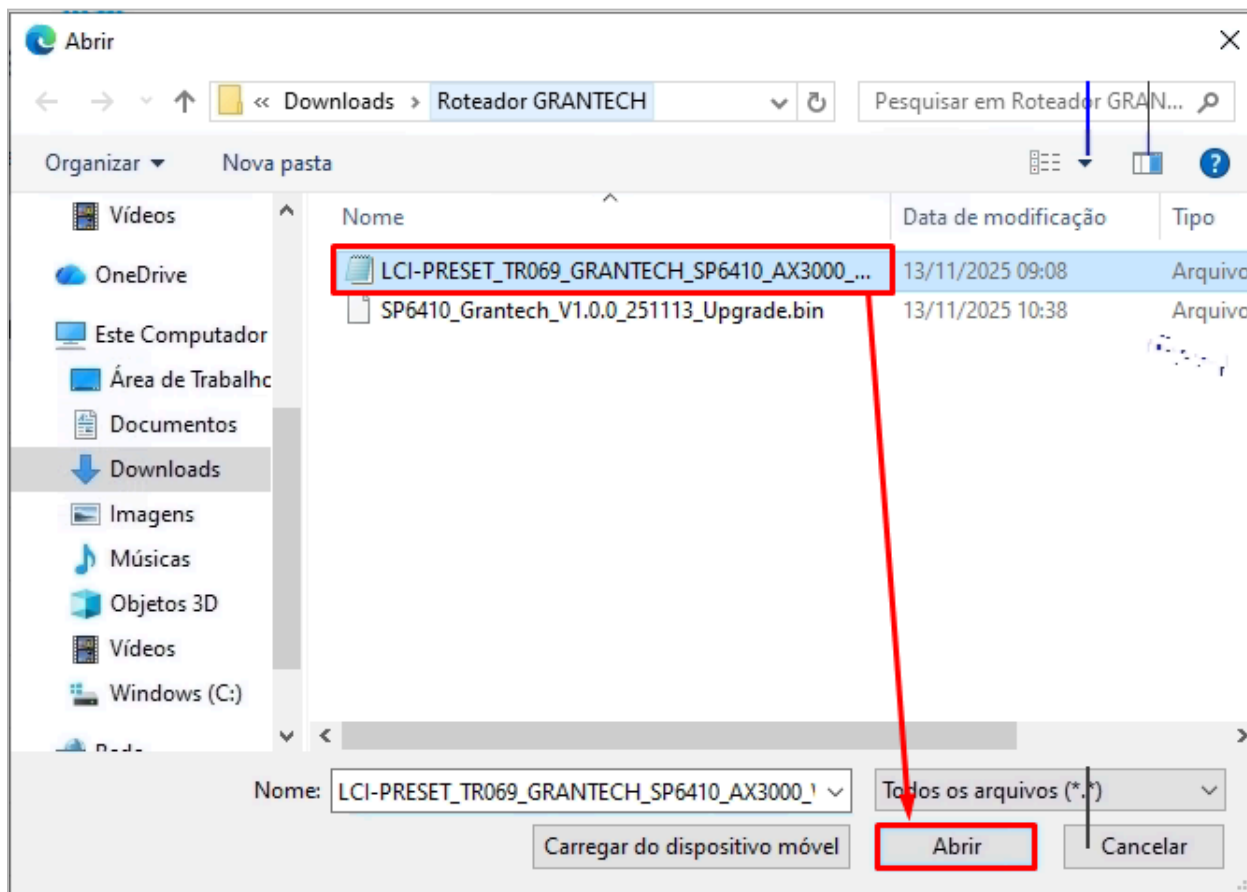 Abrir
« Downloads › Roteador GRANTECH
Pesquisar em Roteador GRAN...
Organizar
Nova pasta
Nome
Data de modificação
Tipo
LCI-PRESET_TR069_GRANTECH_SP6410_AX3000_... 13/11/2025 09:08 Arquivo
SP6410_Grantech_V1.0.0_251113_Upgrade.bin 13/11/2025 10:38 Arquivo
Vídeos
OneDrive
Este Computador
Área de Trabalho
Documentos
Downloads
Imagens
Músicas
Objetos 3D
Vídeos
Windows (C:)
Nome: LCI-PRESET_TR069_GRANTECH_SP6410_AX3000_
Todos os arquivos (*.*)
Carregar do dispositivo móvel
Abrir
Cancelar